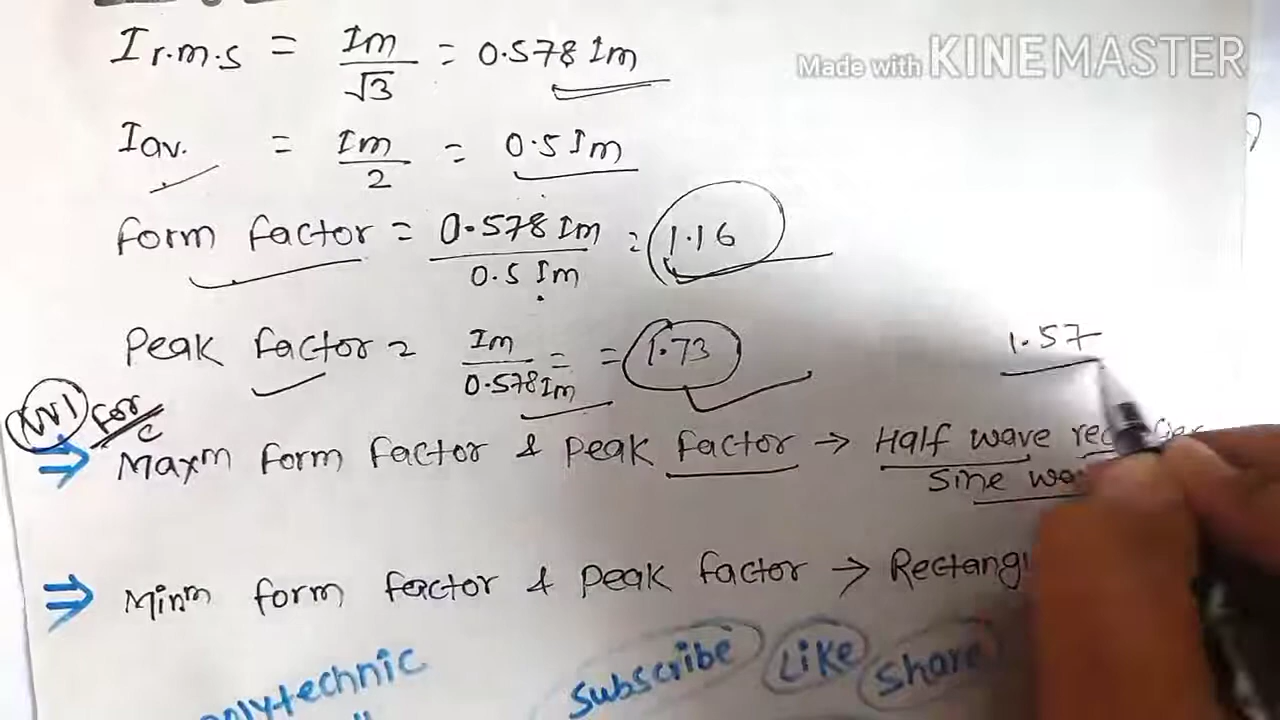 Made with KINEMASTER
Ir.m.s = Im/√3 = 0.578 Im
Iav. = Im/2 = 0.5 Im
form factor = 0.578 Im/0.5 Im = 1.16
Peak factor = Im/0.578 Im = = 1.73
1.57
for
Maxm form factor & Peak factor → Half wave
Sine
Minm form factor & Peak factor → Rectang
Subscribe Like Share
olytechnic